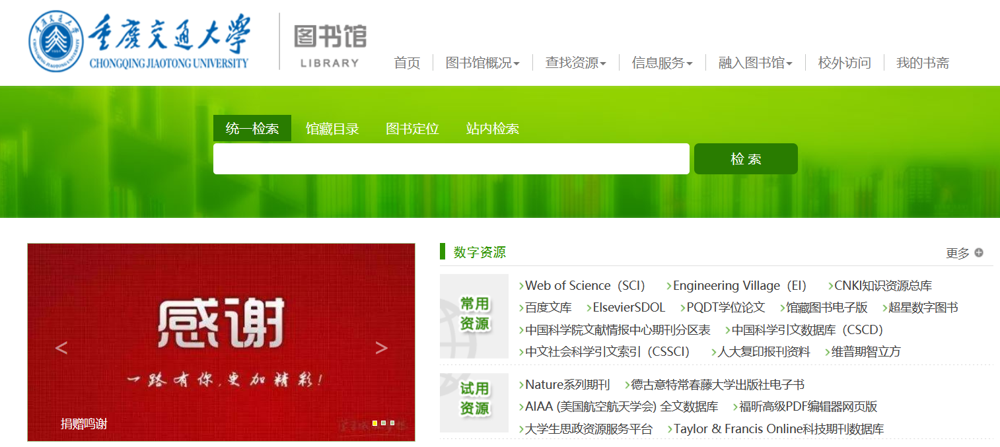 重庆交通大学
CHONGQING JIAOTONG UNIVERSITY
图书馆
LIBRARY
首页 图书馆概况 查找资源 信息服务 融入图书馆 校外访问 我的书斋
统一检索 馆藏目录 图书定位 站内检索
检 索
感谢
一路有你,更加精彩!
捐赠鸣谢
数字资源 更多
常用
资源
Web of Science（SCI） Engineering Village（EI） CNKI知识资源总库
百度文库 ElsevierSDOL PQDT学位论文 馆藏图书电子版 超星数字图书
中国科学院文献情报中心期刊分区表 中国科学引文数据库（CSCD）
中文社会科学引文索引（CSSCI） 人大复印报刊资料 维普期智立方
试用
资源
Nature系列期刊 德古意特常春藤大学出版社电子书
AIAA (美国航空航天学会) 全文数据库 福昕高级PDF编辑器网页版
大学生思政资源服务平台 Taylor & Francis Online科技期刊数据库